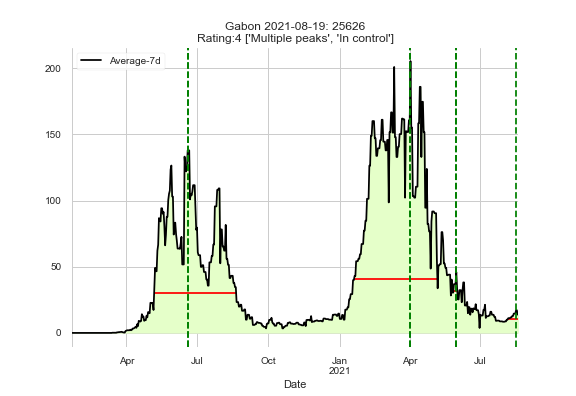 Gabon 2021-08-19: 25626
Rating:4 ['Multiple peaks', 'In control']
Average-7d
200
150
100
50
0
Apr Jul Oct Jan Apr Jul
2021
Date